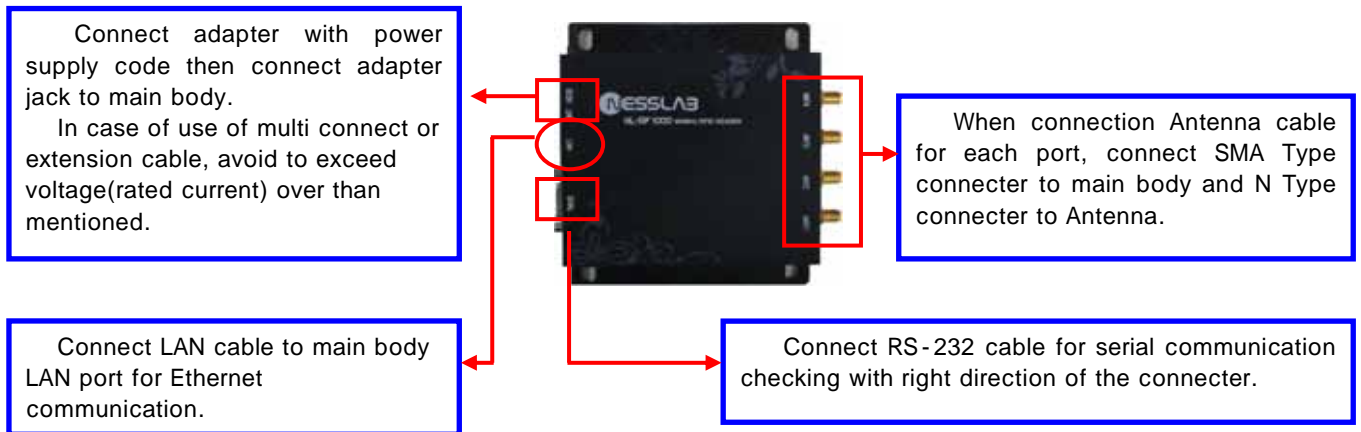 Connect adapter with power
supply code then connect adapter
jack to main body.
In case of use of multi connect or
extension cable, avoid to exceed
voltage(rated current) over than
mentioned.
NESSLAB
When connection Antenna cable
for each port, connect SMA Type
connecter to main body and N Type
connecter to Antenna.
Connect LAN cable to main body
LAN port for Ethernet
communication.
Connect RS-232 cable for serial communication
checking with right direction of the connecter.